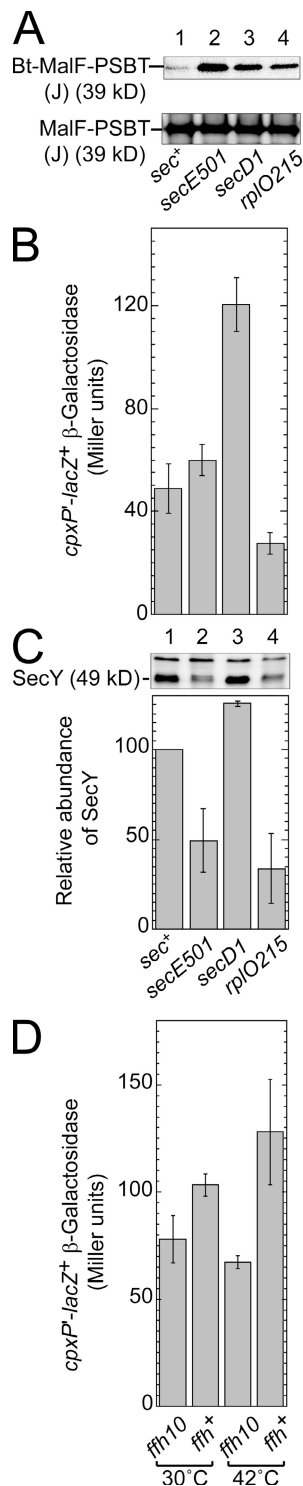 A
1 2 3 4
Bt-MalF-PSBT
(J) (39 kD)
MalF-PSBT
(J) (39 kD)
sec+
secE501
secD1
rplO215
B
cpxP'-lacZ+ β-Galactosidase
(Miller units)
120
80
40
0
C
1 2 3 4
SecY (49 kD)
Relative abundance
of SecY
100
50
0
sec+
secE501
secD1
rplO215
D
cpxP'-lacZ+ β-Galactosidase
(Miller units)
150
100
50
0
ffh10
ffh+
ffh10
ffh+
30˚C 42˚C